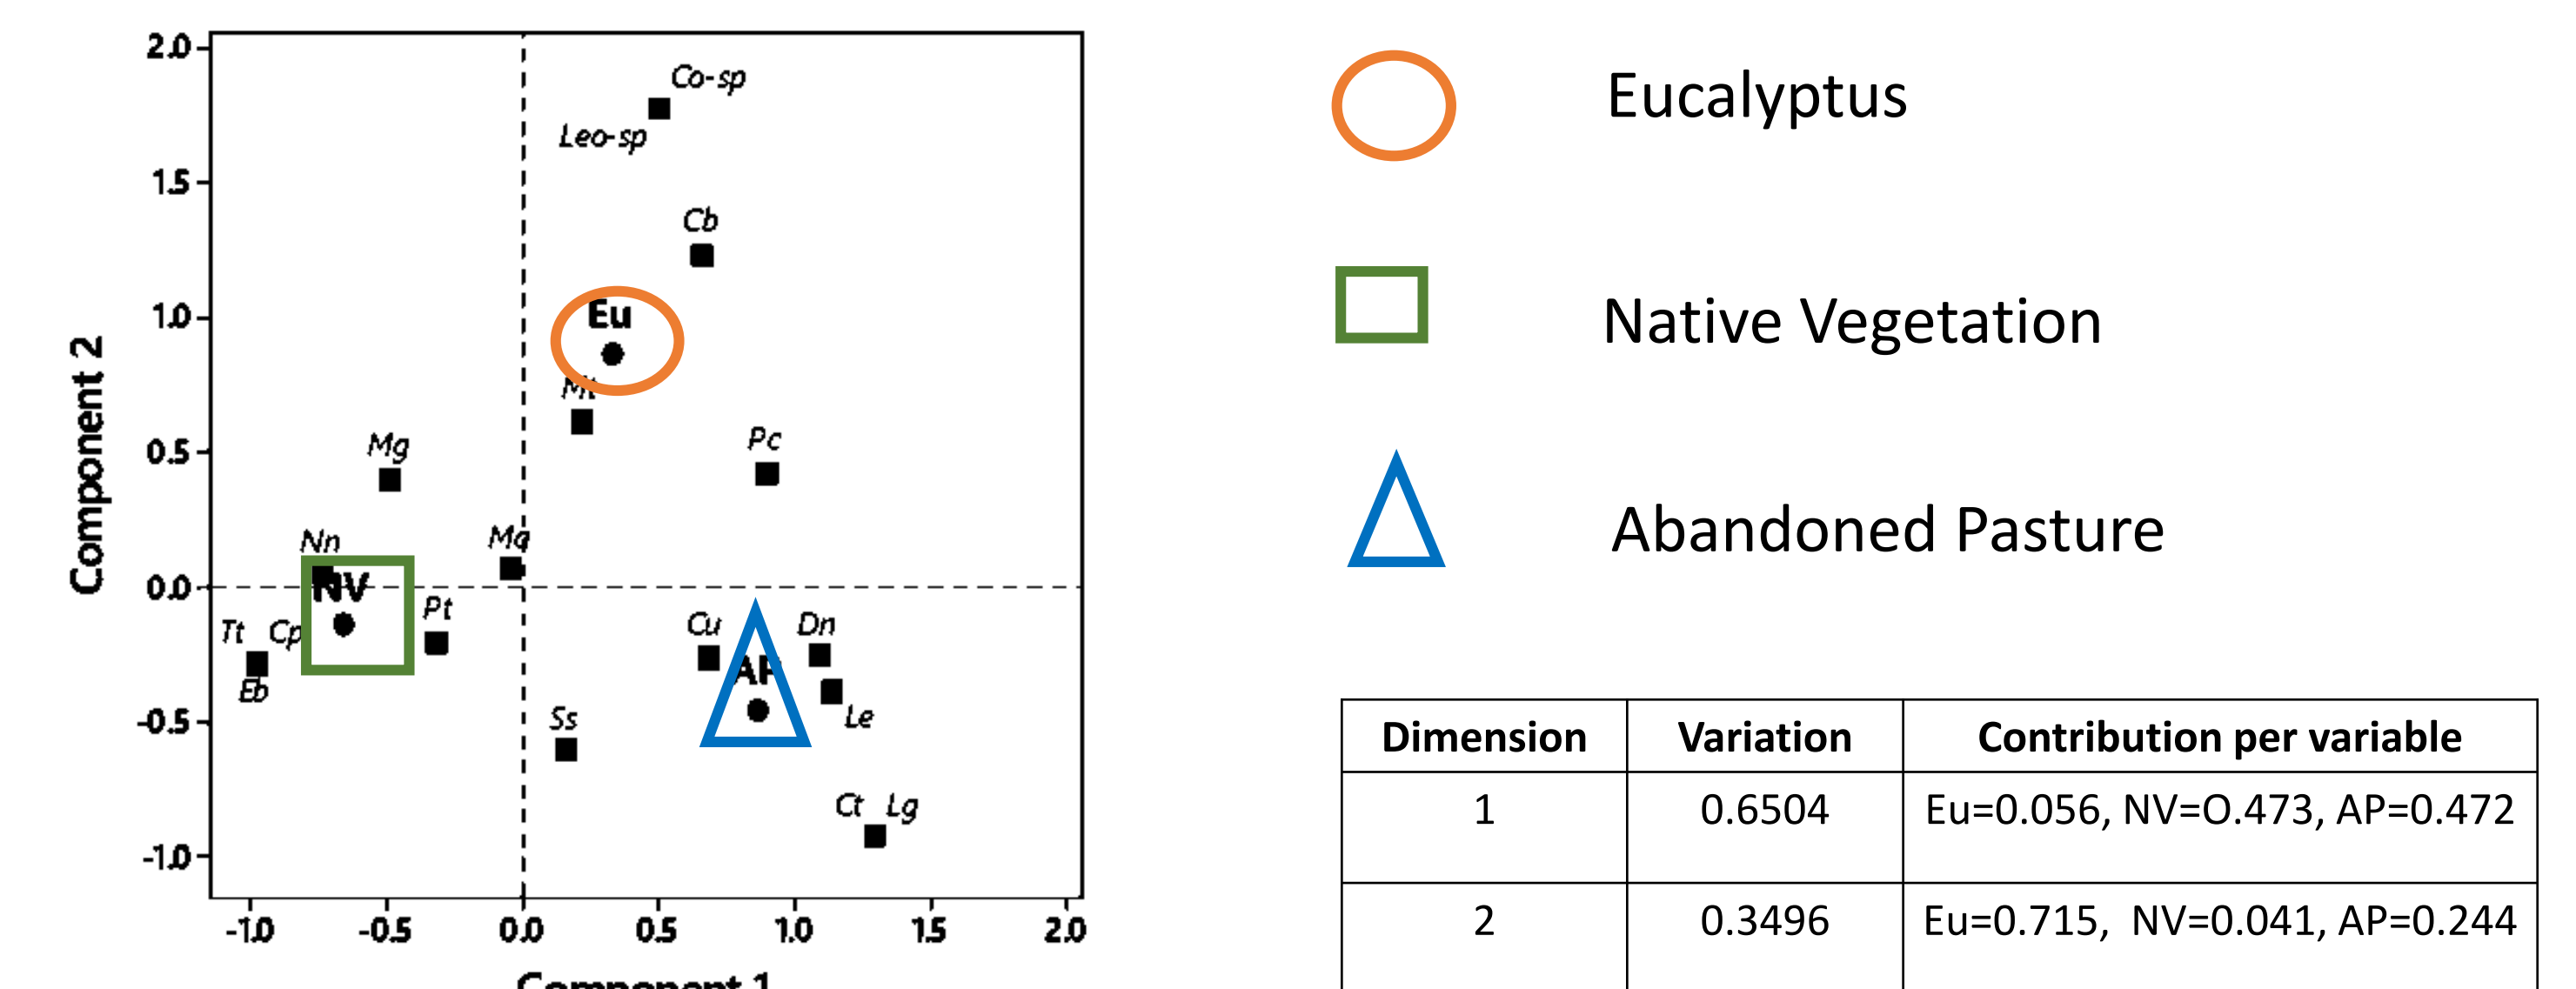 2.0
Co-sp
Leo-sp
1.5
Cb
Eu
1.0
Mt
Component 2
0.5
Mg
Pc
Nn
Mq
0.0
NV
Pt
Tt Cp
Eb
Cu
Dn
AP
Le
-0.5
Ss
Ct Lg
-1.0
-1.0 -0.5 0.0 0.5 1.0 1.5 2.0
Component 1
Eucalyptus
Native Vegetation
Abandoned Pasture
Dimension Variation Contribution per variable
1 0.6504 Eu=0.056, NV=O.473, AP=0.472
2 0.3496 Eu=0.715, NV=0.041, AP=0.244